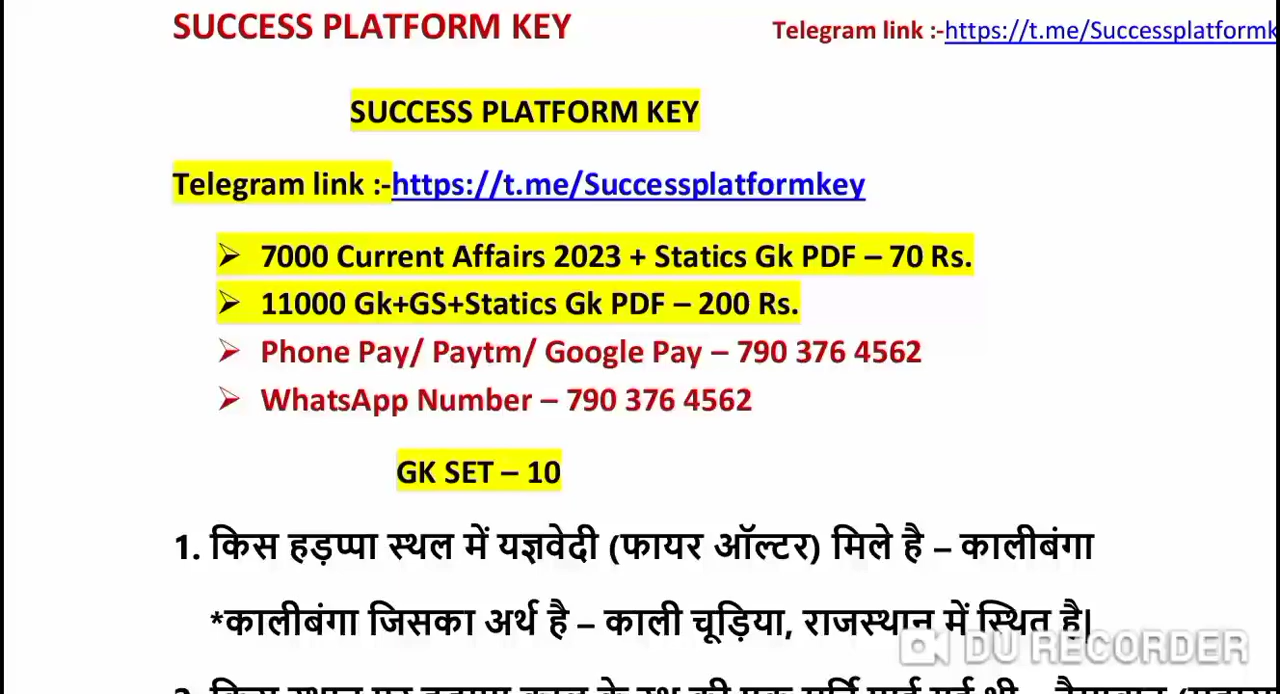 SUCCESS PLATFORM KEY Telegram link :-https://t.me/Successplatformk
SUCCESS PLATFORM KEY
Telegram link :-https://t.me/Successplatformkey
➢ 7000 Current Affairs 2023 + Statics Gk PDF – 70 Rs.
➢ 11000 Gk+GS+Statics Gk PDF – 200 Rs.
➢ Phone Pay/ Paytm/ Google Pay – 790 376 4562
➢ WhatsApp Number – 790 376 4562
GK SET – 10
1. किस हड़प्पा स्थल में यज्ञवेदी (फायर ऑल्टर) मिले है – कालीबंगा
*कालीबंगा जिसका अर्थ है – काली चूड़िया, राजस्थान में स्थित है|
DU RECORDER